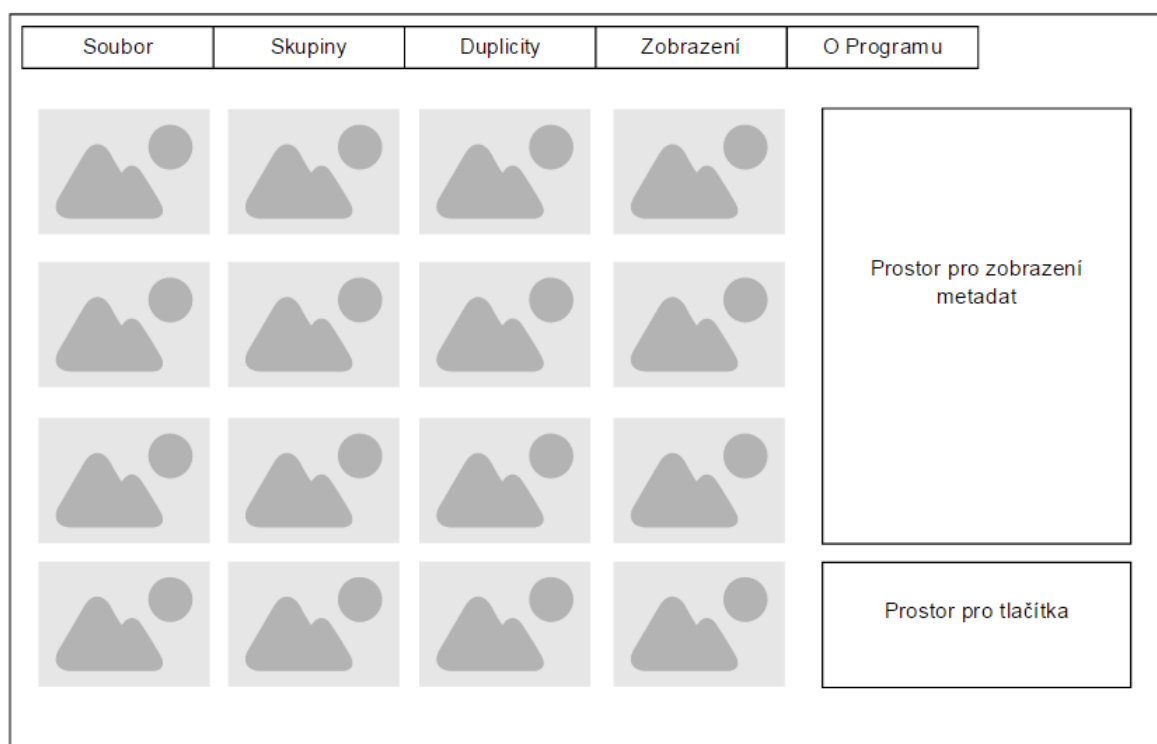 Soubor
Skupiny
Duplicity
Zobrazení
O Programu
Prostor pro zobrazení
metadat
Prostor pro tlačítka